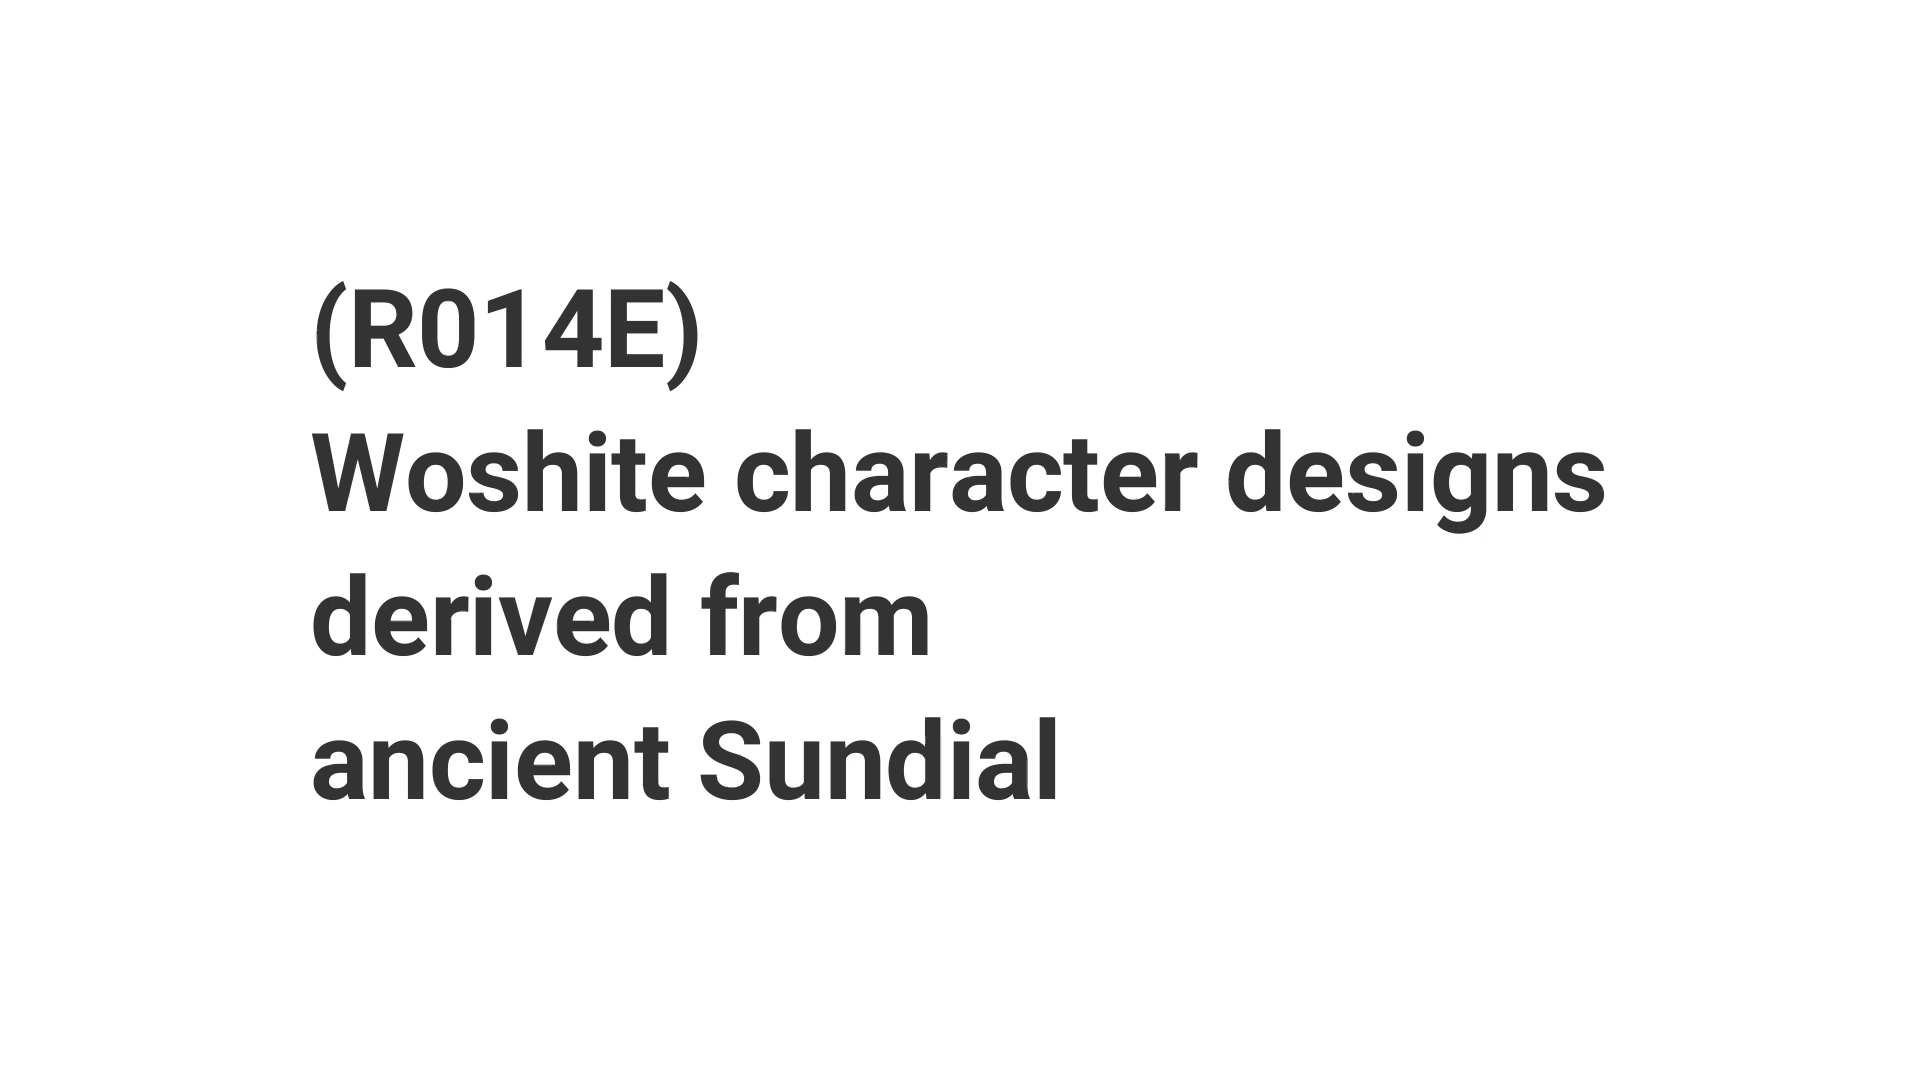 (R014E)
Woshite character designs
derived from
ancient Sundial